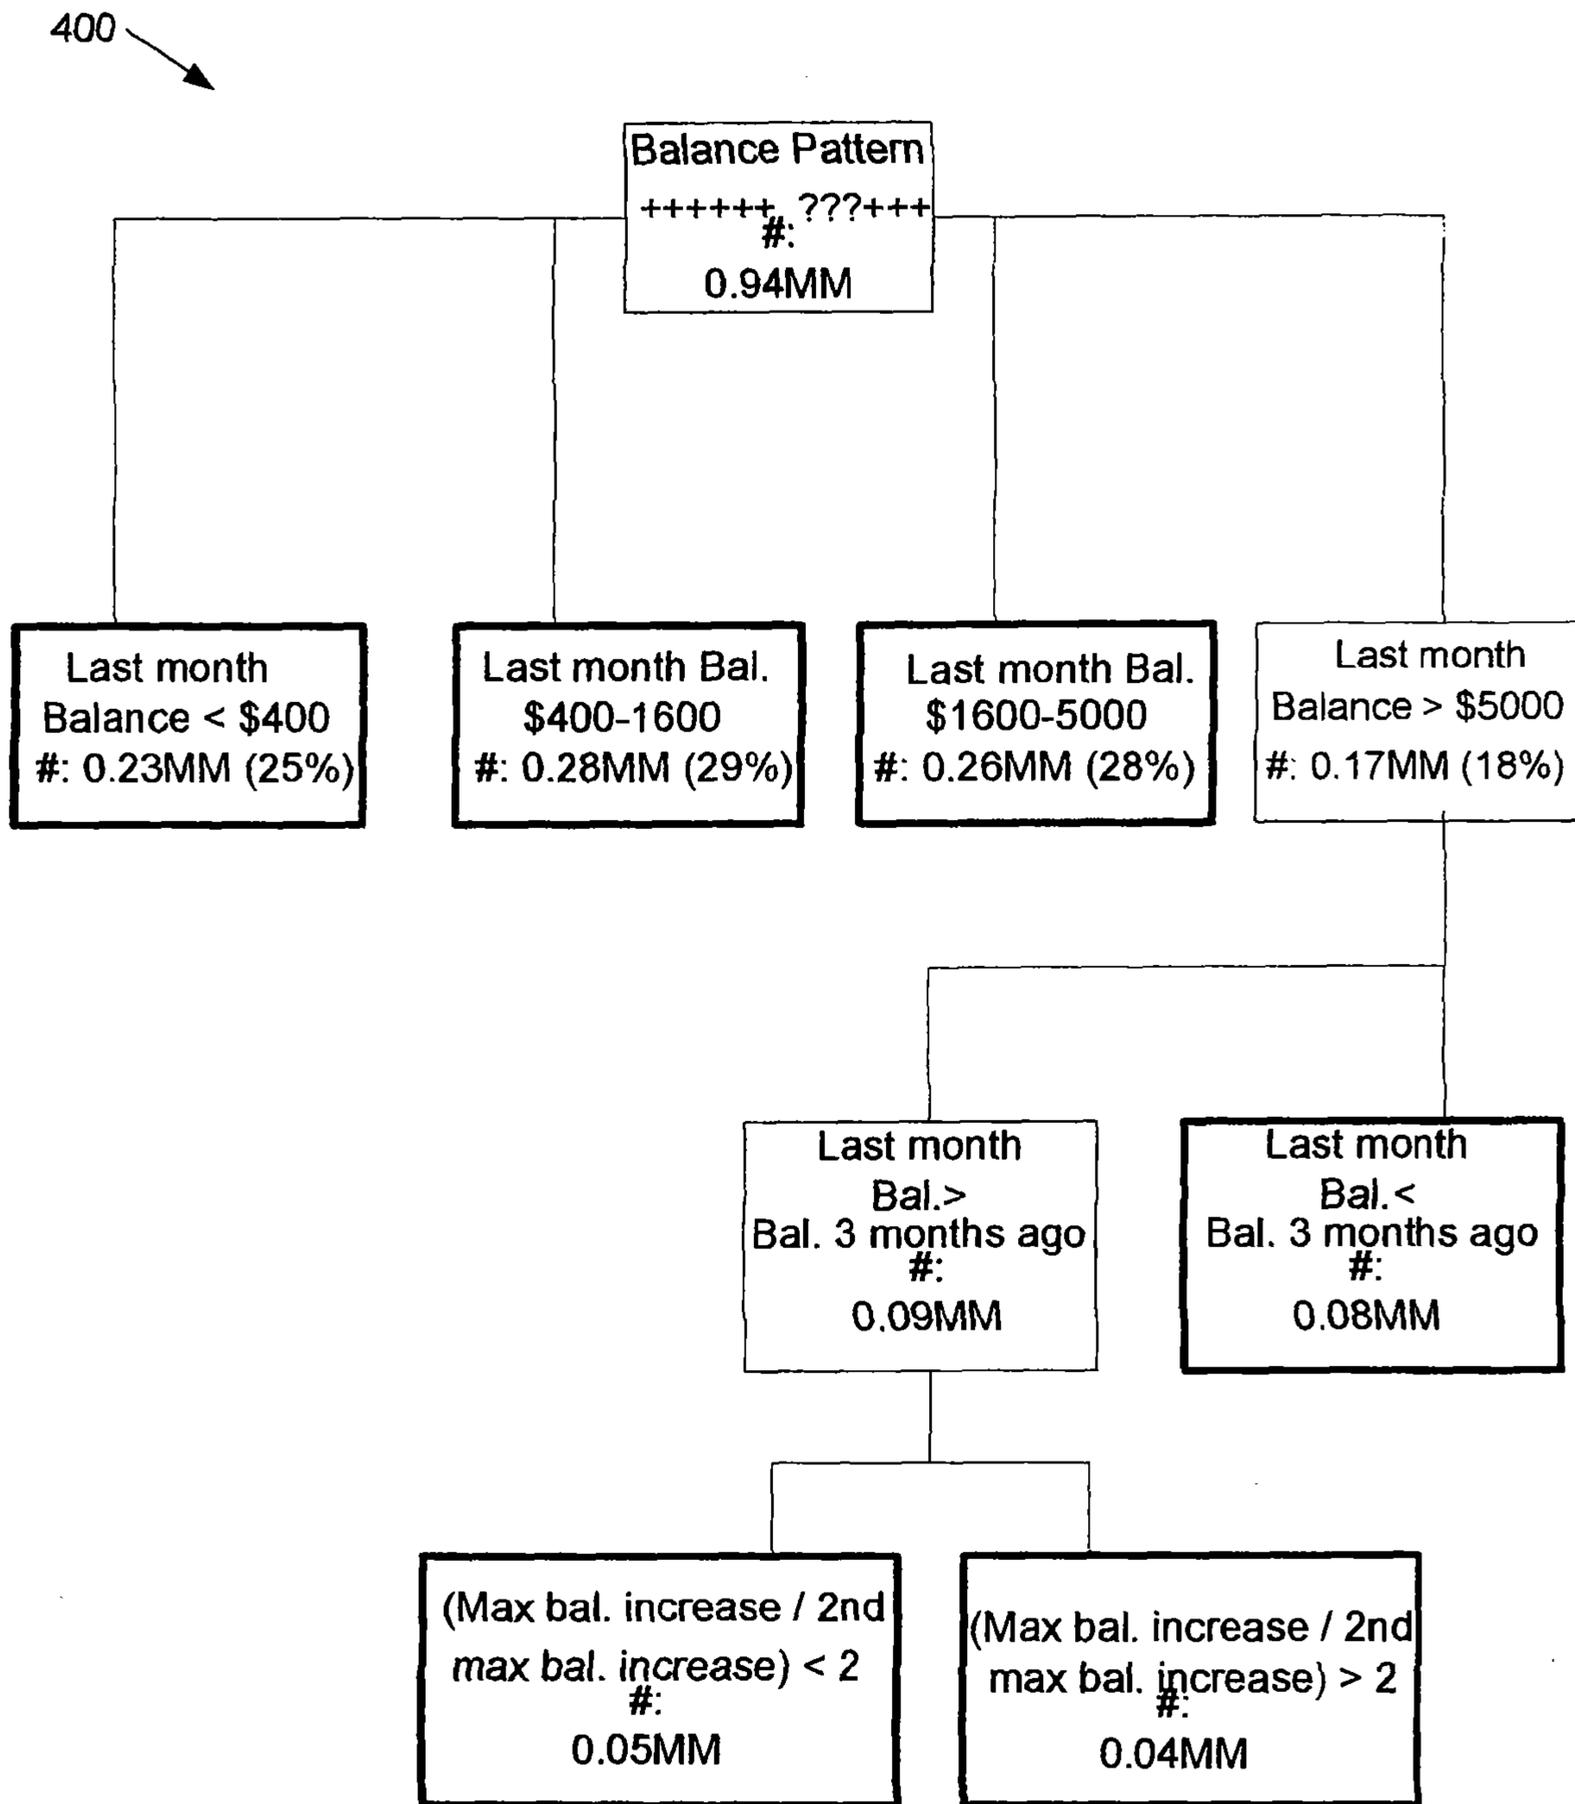 400
Balance Pattern
++++++, ???+++
#:
0.94MM
Last month
Balance < $400
#: 0.23MM (25%)
Last month Bal.
$400-1600
#: 0.28MM (29%)
Last month Bal.
$1600-5000
#: 0.26MM (28%)
Last month
Balance > $5000
#: 0.17MM (18%)
Last month
Bal.>
Bal. 3 months ago
#:
0.09MM
Last month
Bal.<
Bal. 3 months ago
#:
0.08MM
(Max bal. increase / 2nd
max bal. increase) < 2
#:
0.05MM
(Max bal. increase / 2nd
max bal. increase) > 2
#:
0.04MM